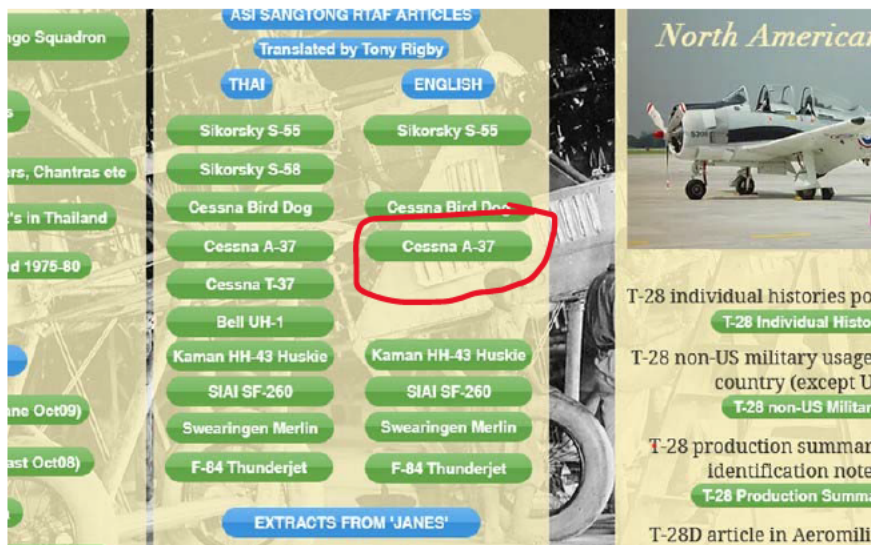 ngo Squadron
s
ers, Chantras etc
's in Thailand
d 1975-80
ne Oct09)
ast Oct08)
ASI SANGTONG RTAF ARTICLES
Translated by Tony Rigby
THAI
ENGLISH
Sikorsky S-55
Sikorsky S-55
Sikorsky S-58
Cessna Bird Dog
Cessna Bird Dog
Cessna A-37
Cessna A-37
Cessna T-37
Bell UH-1
Kaman HH-43 Huskie
Kaman HH-43 Huskie
SIAI SF-260
SIAI SF-260
Swearingen Merlin
Swearingen Merlin
F-84 Thunderjet
F-84 Thunderjet
EXTRACTS FROM 'JANES'
North American
T-28 individual histories po
T-28 Individual Histo
T-28 non-US military usage
country (except U
T-28 non-US Militar
T-28 production summar
identification note
T-28 Production Summa
T-28D article in Aeromili